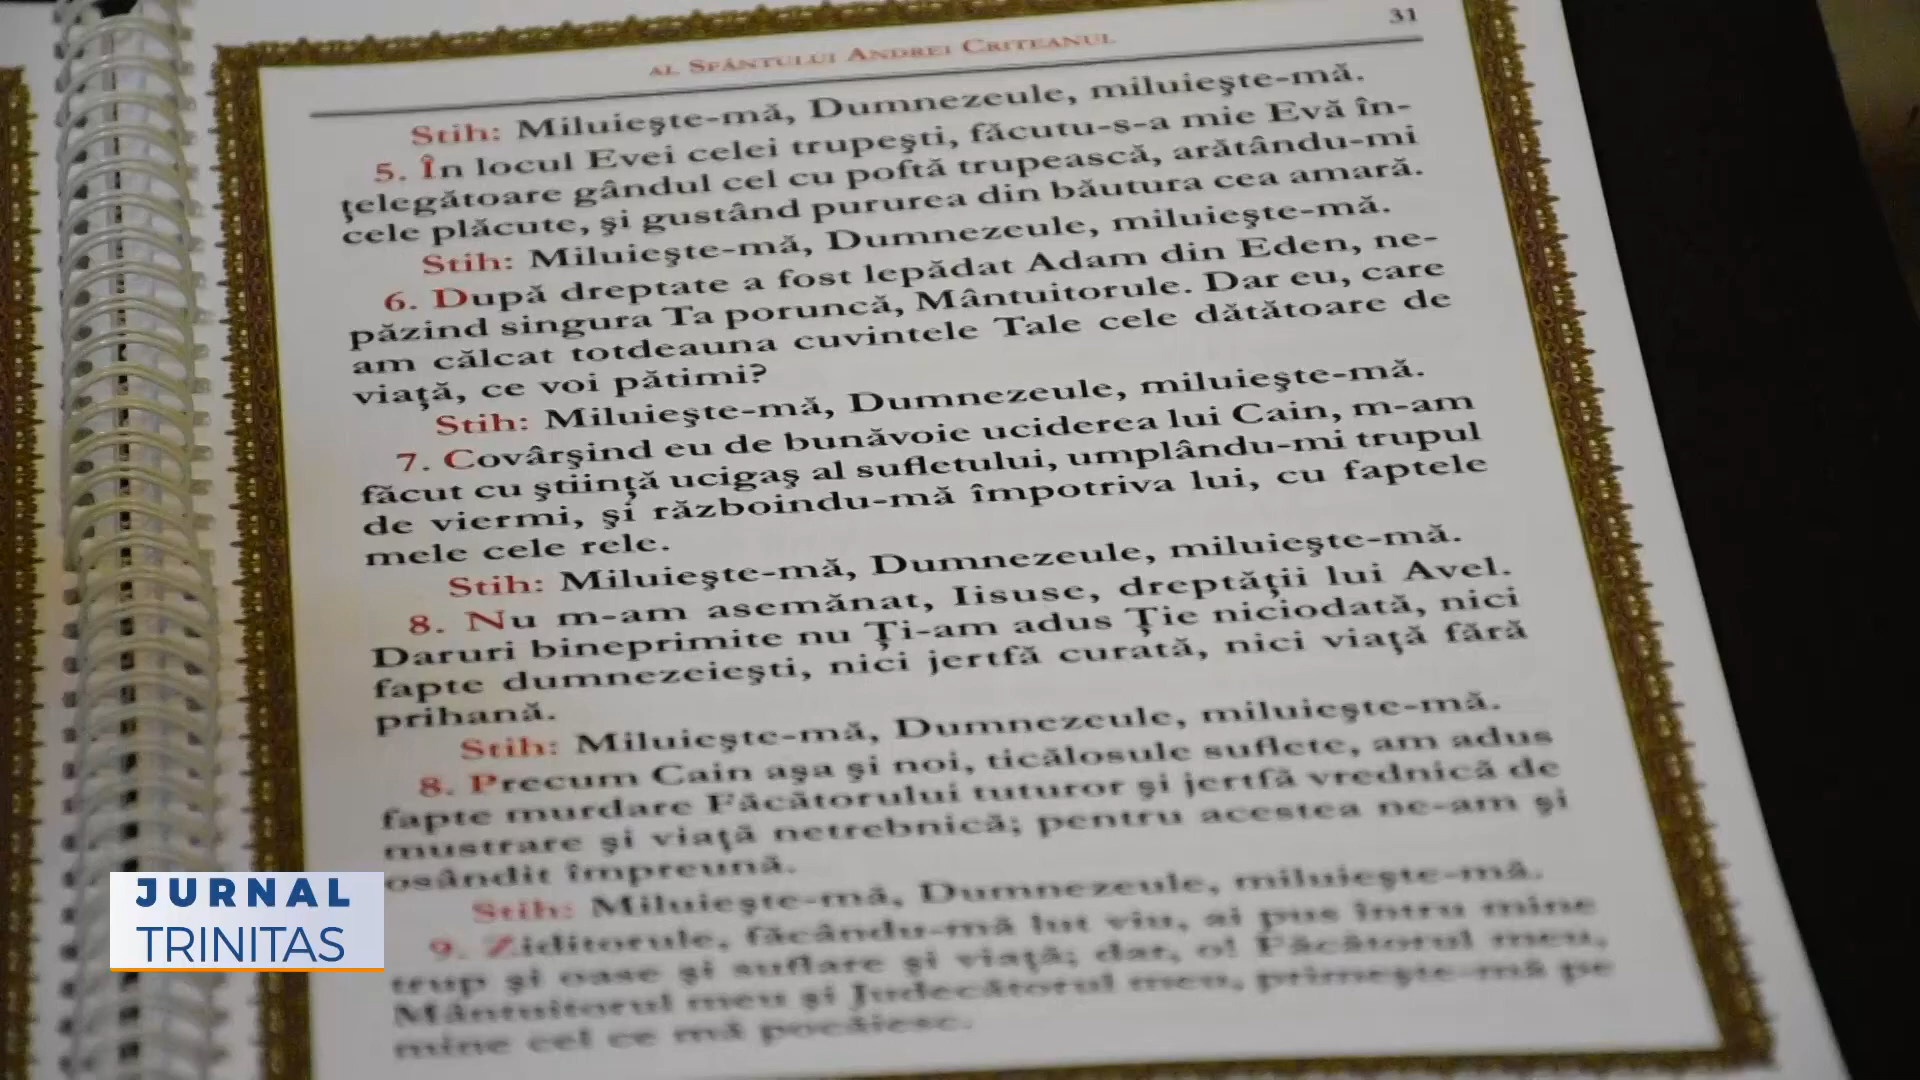 31
AL SFÂNTULUI ANDREI CRITEANUL
Stih: Miluieşte-mă, Dumnezeule, miluieşte-mă.
5. În locul Evei celei trupeşti, făcutu-s-a mie Evă în-
ţelegătoare gândul cel cu poftă trupească, arătându-mi
cele plăcute, şi gustând pururea din băutura cea amară.
Stih: Miluieşte-mă, Dumnezeule, miluieşte-mă.
6. După dreptate a fost lepădat Adam din Eden, ne-
păzind singura Ta poruncă, Mântuitorule. Dar eu, care
am călcat totdeauna cuvintele Tale cele dătătoare de
viaţă, ce voi pătimi?
Stih: Miluieşte-mă, Dumnezeule, miluieşte-mă.
7. Covârşind eu de bunăvoie uciderea lui Cain, m-am
făcut cu ştiinţă ucigaş al sufletului, umplându-mi trupul
de viermi, şi războindu-mă împotriva lui, cu faptele
mele cele rele.
Stih: Miluieşte-mă, Dumnezeule, miluieşte-mă.
8. Nu m-am asemănat, Iisuse, dreptăţii lui Avel.
Daruri bineprimite nu Ţi-am adus Ţie niciodată, nici
fapte dumnezeieşti, nici jertfă curată, nici viaţă fără
prihană.
Stih: Miluieşte-mă, Dumnezeule, miluieşte-mă.
8. Precum Cain aşa şi noi, ticălosule suflete, am adus
fapte murdare Făcătorului tuturor şi jertfă vrednică de
mustrare şi viaţă netrebnică; pentru acestea ne-am şi
osândit împreună.
Stih: Miluieşte-mă, Dumnezeule, miluieşte-mă.
9. Ziditorule, făcându-mă lut viu, ai pus întru mine
trup şi oase şi suflare şi viaţă; dar, o! Făcătorul meu,
Mântuitorul meu şi Judecătorul meu, primeşte-mă pe
mine cel ce mă pocăiesc.
JURNAL
TRINITAS